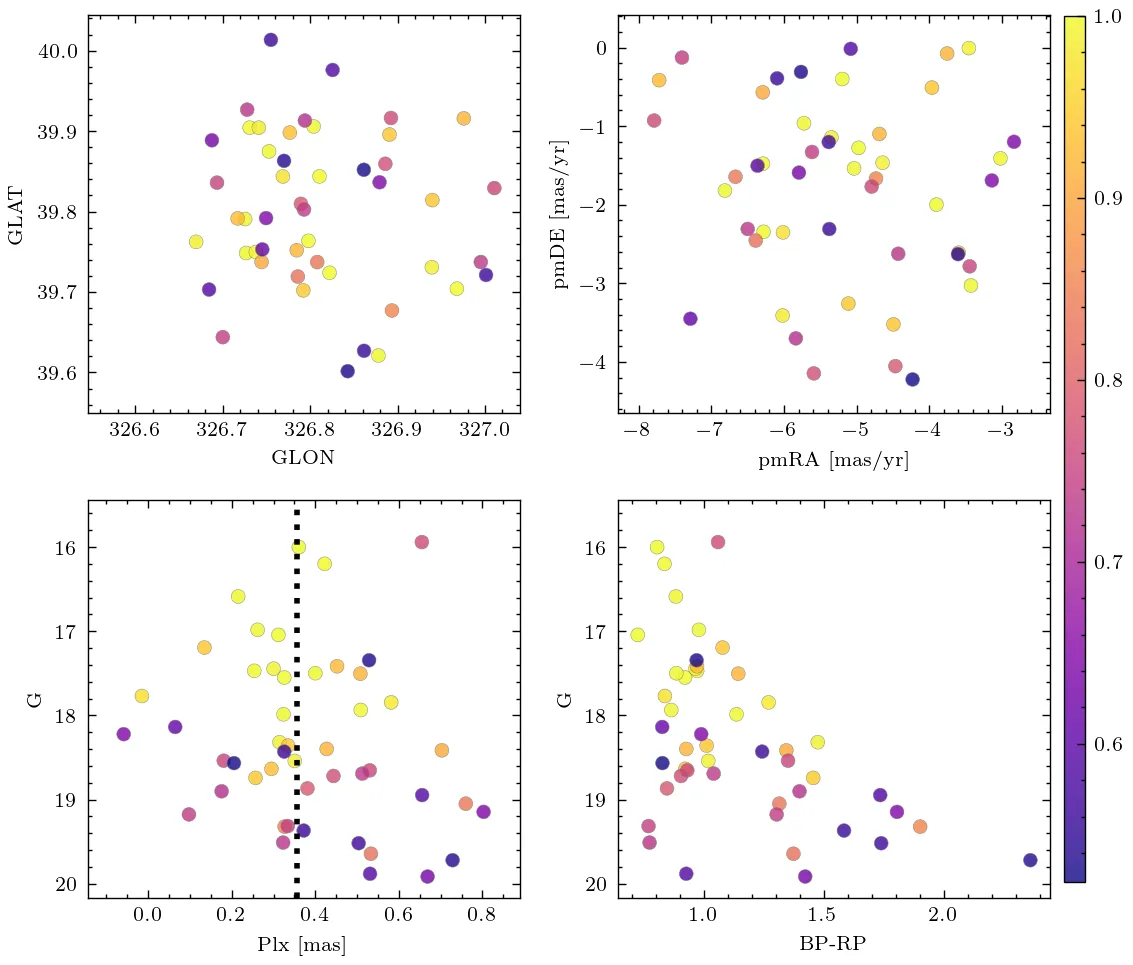 40.0
39.9
39.8
39.7
39.6
GLAT
326.6 326.7 326.8 326.9 327.0
GLON
0
−1
−2
−3
−4
pmDE [mas/yr]
−8 −7 −6 −5 −4 −3
pmRA [mas/yr]
1.0
0.9
0.8
0.7
0.6
16
17
18
19
20
G
0.0 0.2 0.4 0.6 0.8
Plx [mas]
16
17
18
19
20
G
1.0 1.5 2.0
BP-RP